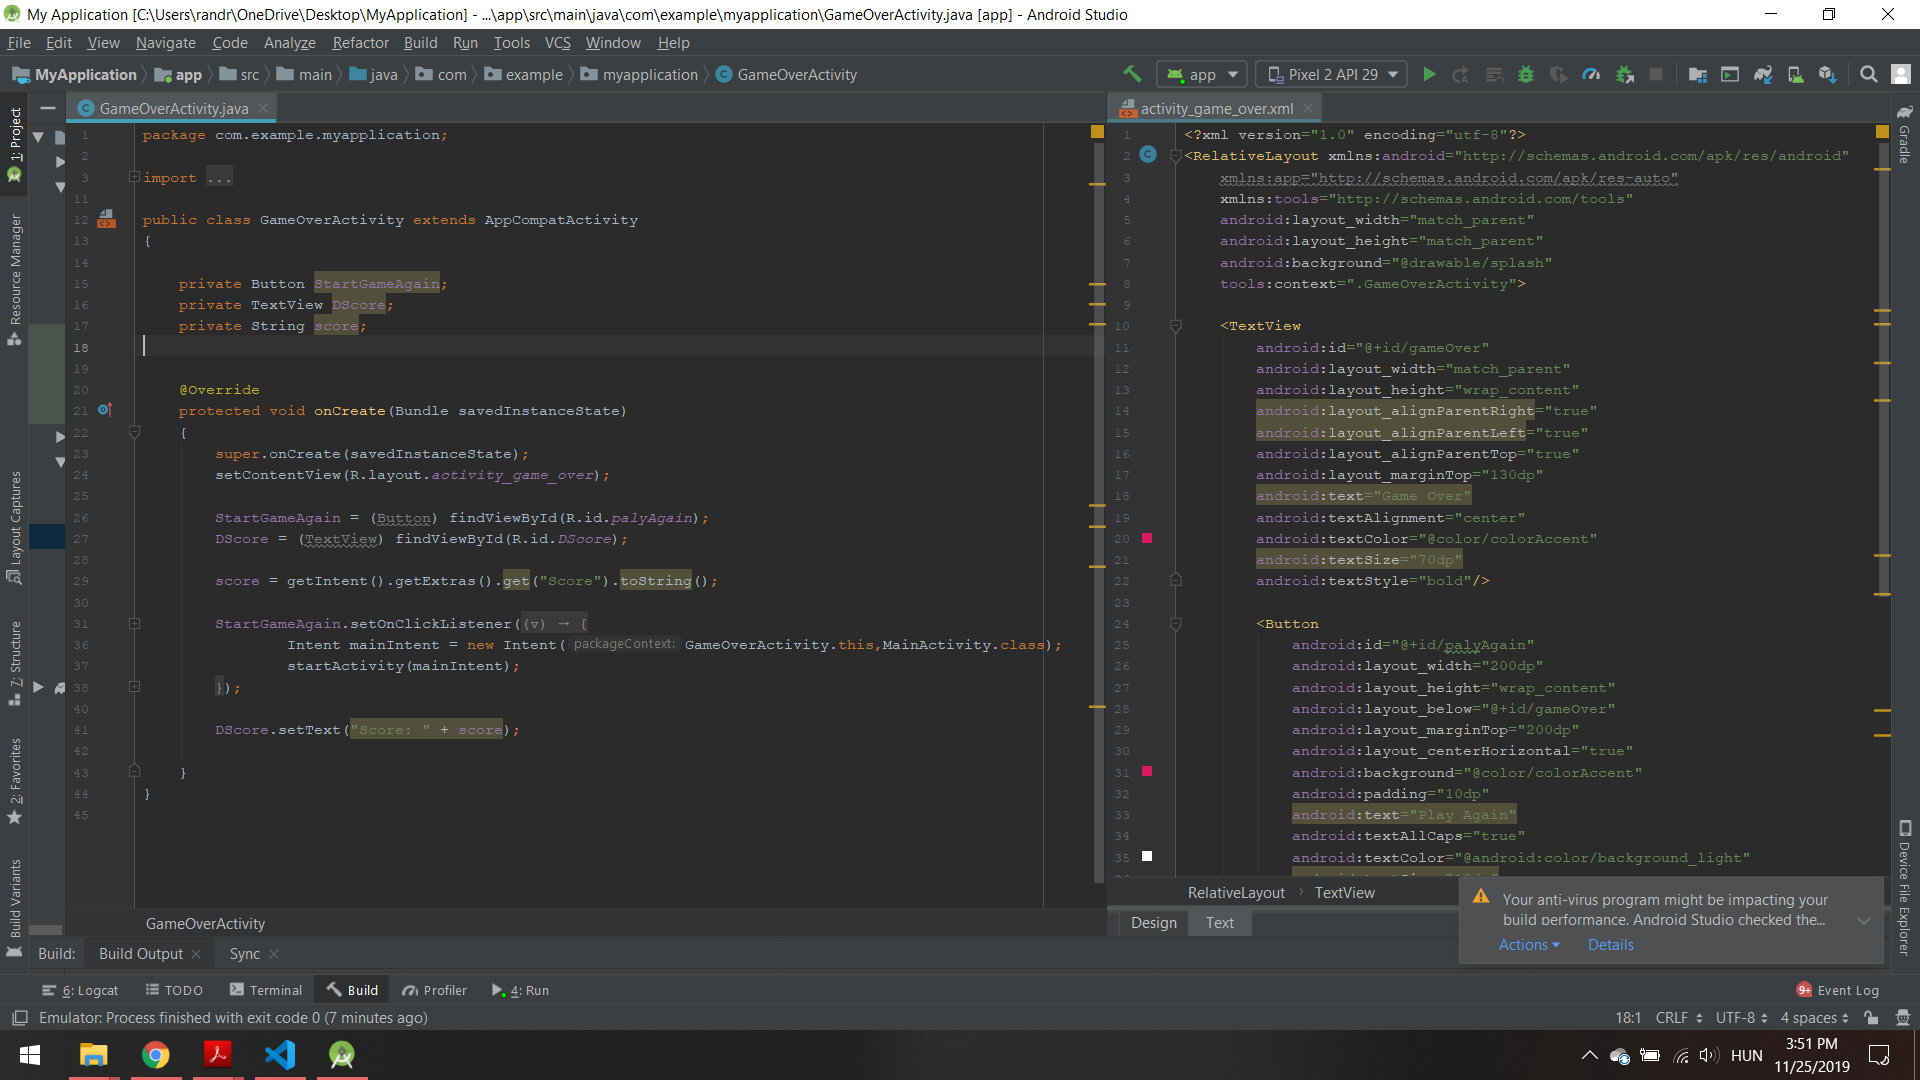 My Application [C:\Users\randr\OneDrive\Desktop\MyApplication] - ...\app\src\main\java\com\example\myapplication\GameOverActivity.java [app] - Android Studio
File Edit View Navigate Code Analyze Refactor Build Run Tools VCS Window Help
MyApplication app src main java com example myapplication GameOverActivity
app Pixel 2 API 29
1: Project
Resource Manager
Layout Captures
7: Structure
2: Favorites
Build Variants
GameOverActivity.java
1 package com.example.myapplication;
2
3 import ...
11
12 public class GameOverActivity extends AppCompatActivity
13 {
14
15 private Button StartGameAgain;
16 private TextView DScore;
17 private String score;
18
19
20 @Override
21 protected void onCreate(Bundle savedInstanceState)
22 {
23 super.onCreate(savedInstanceState);
24 setContentView(R.layout.activity_game_over);
25
26 StartGameAgain = (Button) findViewById(R.id.palyAgain);
27 DScore = (TextView) findViewById(R.id.DScore);
28
29 score = getIntent().getExtras().get("Score").toString();
30
31 StartGameAgain.setOnClickListener((v) → {
36 Intent mainIntent = new Intent( packageContext: GameOverActivity.this,MainActivity.class);
37 startActivity(mainIntent);
38 });
40
41 DScore.setText("Score: " + score);
42
43 }
44 }
45
GameOverActivity
activity_game_over.xml
1 <?xml version="1.0" encoding="utf-8"?>
2 <RelativeLayout xmlns:android="http://schemas.android.com/apk/res/android"
3 xmlns:app="http://schemas.android.com/apk/res-auto"
4 xmlns:tools="http://schemas.android.com/tools"
5 android:layout_width="match_parent"
6 android:layout_height="match_parent"
7 android:background="@drawable/splash"
8 tools:context=".GameOverActivity">
9
10 <TextView
11 android:id="@+id/gameOver"
12 android:layout_width="match_parent"
13 android:layout_height="wrap_content"
14 android:layout_alignParentRight="true"
15 android:layout_alignParentLeft="true"
16 android:layout_alignParentTop="true"
17 android:layout_marginTop="130dp"
18 android:text="Game Over"
19 android:textAlignment="center"
20 android:textColor="@color/colorAccent"
21 android:textSize="70dp"
22 android:textStyle="bold"/>
23
24 <Button
25 android:id="@+id/palyAgain"
26 android:layout_width="200dp"
27 android:layout_height="wrap_content"
28 android:layout_below="@+id/gameOver"
29 android:layout_marginTop="200dp"
30 android:layout_centerHorizontal="true"
31 android:background="@color/colorAccent"
32 android:padding="10dp"
33 android:text="Play Again"
34 android:textAllCaps="true"
35 android:textColor="@android:color/background_light"
RelativeLayout TextView
Design Text
Gradle
Device File Explorer
Your anti-virus program might be impacting your
build performance. Android Studio checked the...
Actions Details
Build: Build Output Sync
6: Logcat TODO Terminal Build Profiler 4: Run
9+ Event Log
Emulator: Process finished with exit code 0 (7 minutes ago)
18:1 CRLF UTF-8 4 spaces
HUN
3:51 PM
11/25/2019